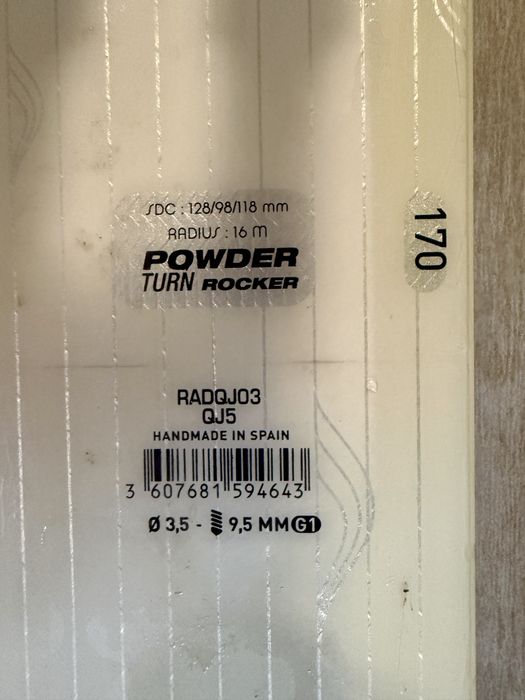 SDC : 128/98/118 mm
RADIUS : 16 m
POWDER
TURN ROCKER
170
RADQJ03
QJ5
HANDMADE IN SPAIN
3 607681 594643
Ø 3,5 - 9,5 MM G1